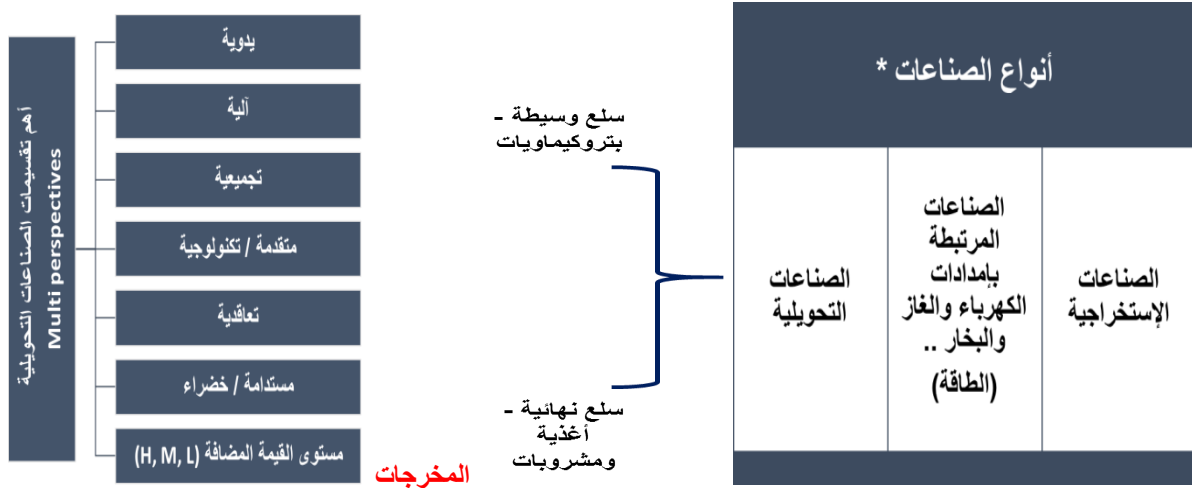 أنواع الصناعات *
الصناعات
الإستخراجية
الصناعات
المرتبطة
بإمدادات
الكهرباء والغاز
والبخار ..
(الطاقة)
الصناعات
التحويلية
سلع وسيطة -
بتروكيماويات
سلع نهائية -
أغذية
ومشروبات
المخرجات
أهم تقسيمات الصناعات التحويلية
Multi perspectives
يدوية
آلية
تجميعية
متقدمة / تكنولوجية
تعاقدية
مستدامة / خضراء
مستوى القيمة المضافة (H, M, L)